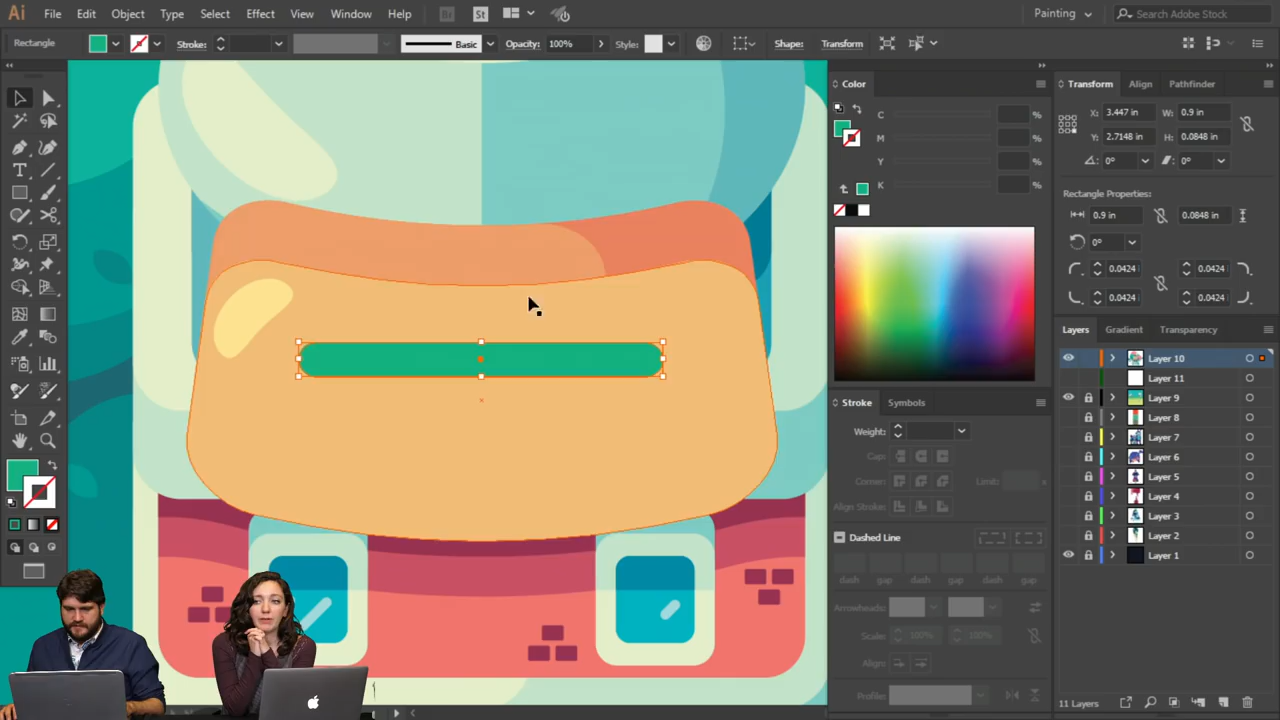 Ai File Edit Object Type Select Effect View Window Help Br St Painting Search Adobe Stock
Rectangle Stroke: Basic Opacity: 100% Style: Shape: Transform
Color
C %
M %
Y %
K %
Transform Align Pathfinder
X: 3.447 in W: 0.9 in
Y: 2.7148 in H: 0.0848 in
0° 0°
Rectangle Properties:
0.9 in 0.0848 in
0°
0.0424 0.0424
0.0424 0.0424
Layers Gradient Transparency
Layer 10
Layer 11
Layer 9
Layer 8
Layer 7
Layer 6
Layer 5
Layer 4
Layer 3
Layer 2
Layer 1
11 Layers
Stroke Symbols
Weight:
Cap:
Corner: Limit: x
Align Stroke:
Dashed Line
dash gap dash gap dash gap
Arrowheads:
Scale: 100% 100%
Align:
Profile: